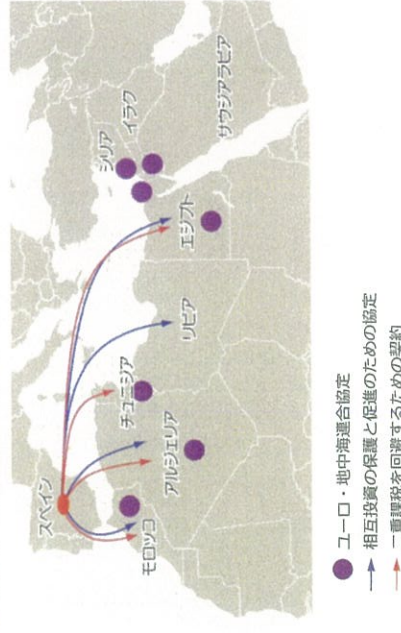 スペイン
モロッコ
アルジェリア
チュニジア
リビア
エジプト
シリア
イラク
サウジアラビア
ユーロ・地中海連合協定
相互投資の保護と促進のための協定
二重課税を回避するための契約